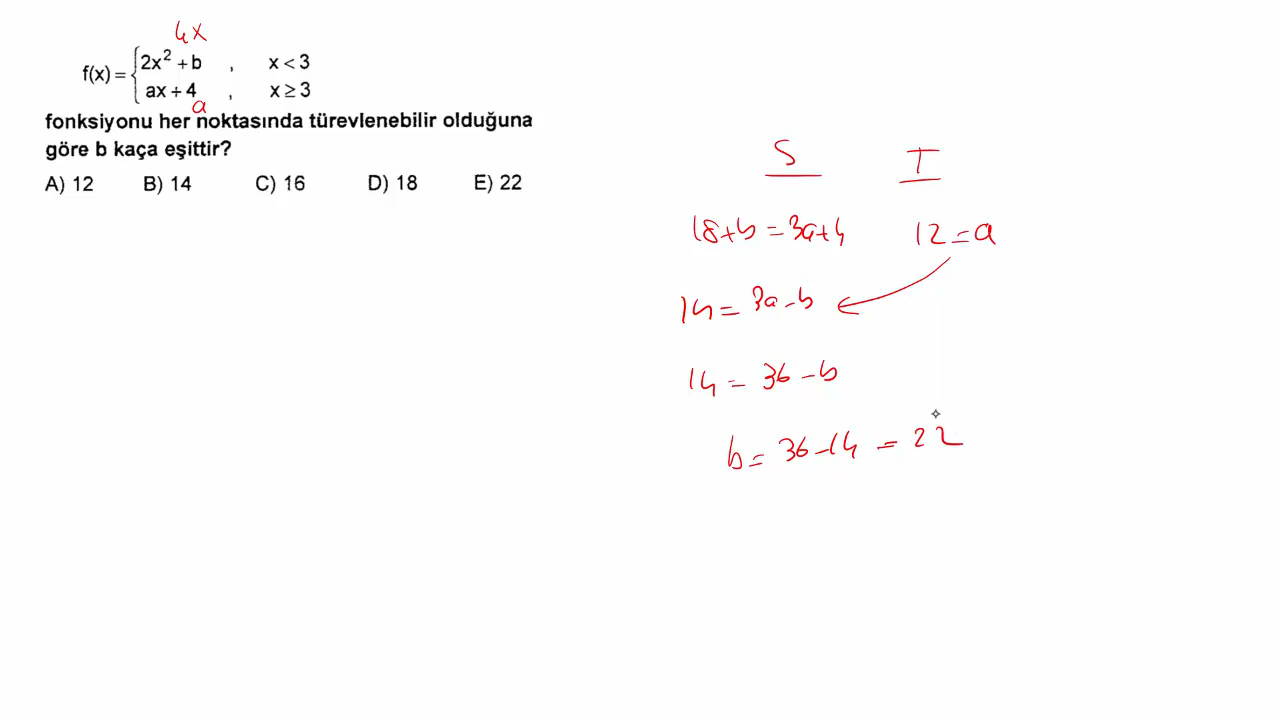 4x
f(x) = { 2x² + b , x < 3
ax + 4 , x ≥ 3
a
fonksiyonu her noktasında türevlenebilir olduğuna
göre b kaça eşittir?
A) 12 B) 14 C) 16 D) 18 E) 22
S T
18+b = 3a+4 12 = a
14 = 3a - b
14 = 36 - b
b = 36 - 14 = 22